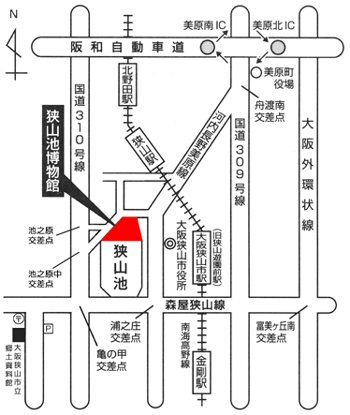 N
美原南IC
美原北IC
阪和自動車道
北野田駅
美原町
役場
国道310号線
狭山池博物館
狭山駅
河内長野美原線
舟渡南
交差点
国道309号線
大阪外環状線
池之原
交差点
池之原中
交差点
狭山池
大阪狭山市役所
大阪狭山市駅
(旧狭山遊園前駅)
森屋狭山線
〒
P
大阪狭山市立
郷土資料館
亀の甲
交差点
浦之庄
交差点
南海高野線
金剛駅
富美ヶ丘南
交差点